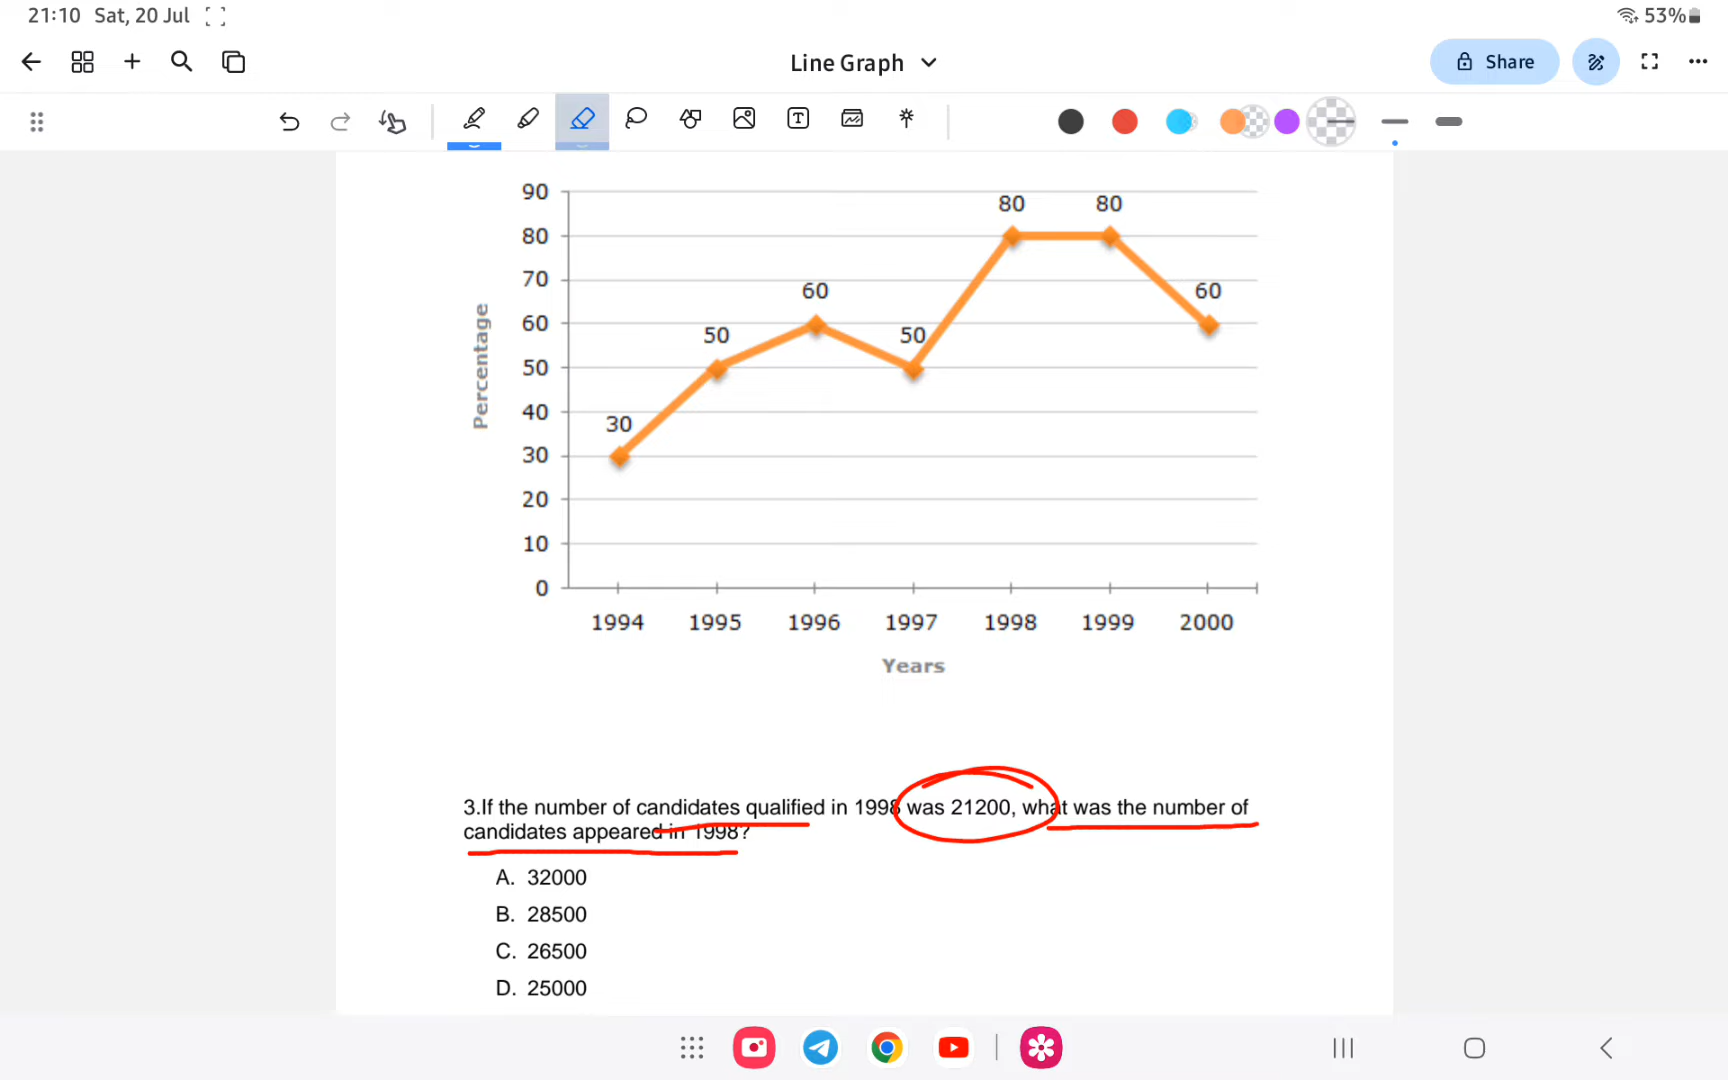 21:10 Sat, 20 Jul
53%
Line Graph
Share
90
80
70
60
50
40
30
20
10
0
Percentage
30
50
60
50
80
80
60
1994 1995 1996 1997 1998 1999 2000
Years
3.If the number of candidates qualified in 1998 was 21200, what was the number of
candidates appeared in 1998?
A. 32000
B. 28500
C. 26500
D. 25000